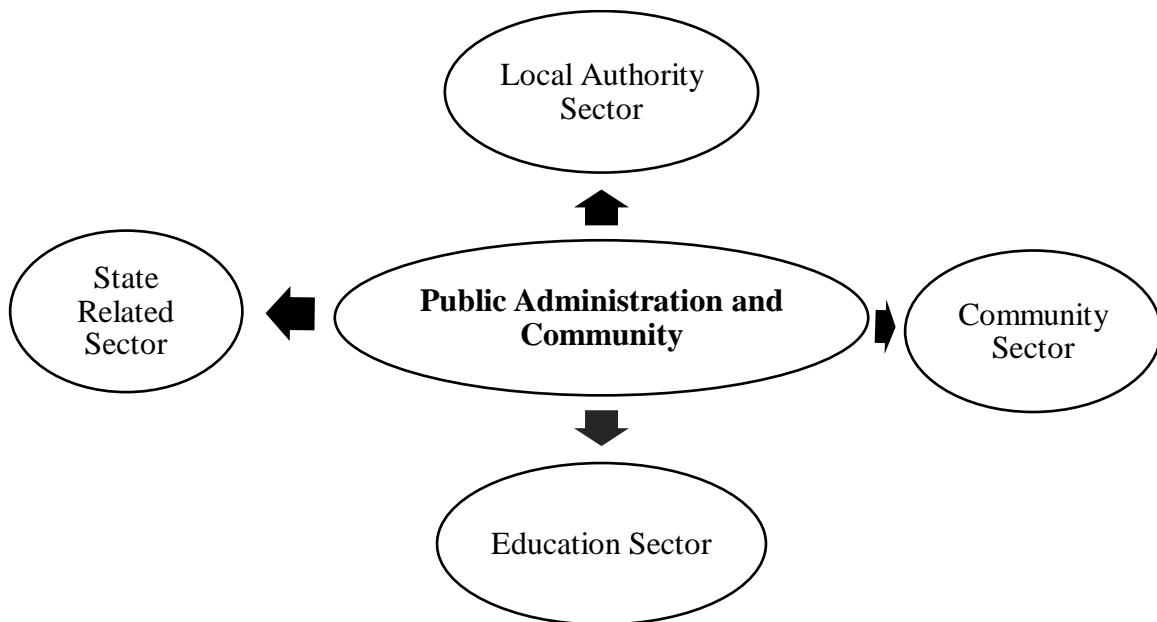 Local Authority
Sector
State
Related
Sector
Public Administration and
Community
Community
Sector
Education Sector